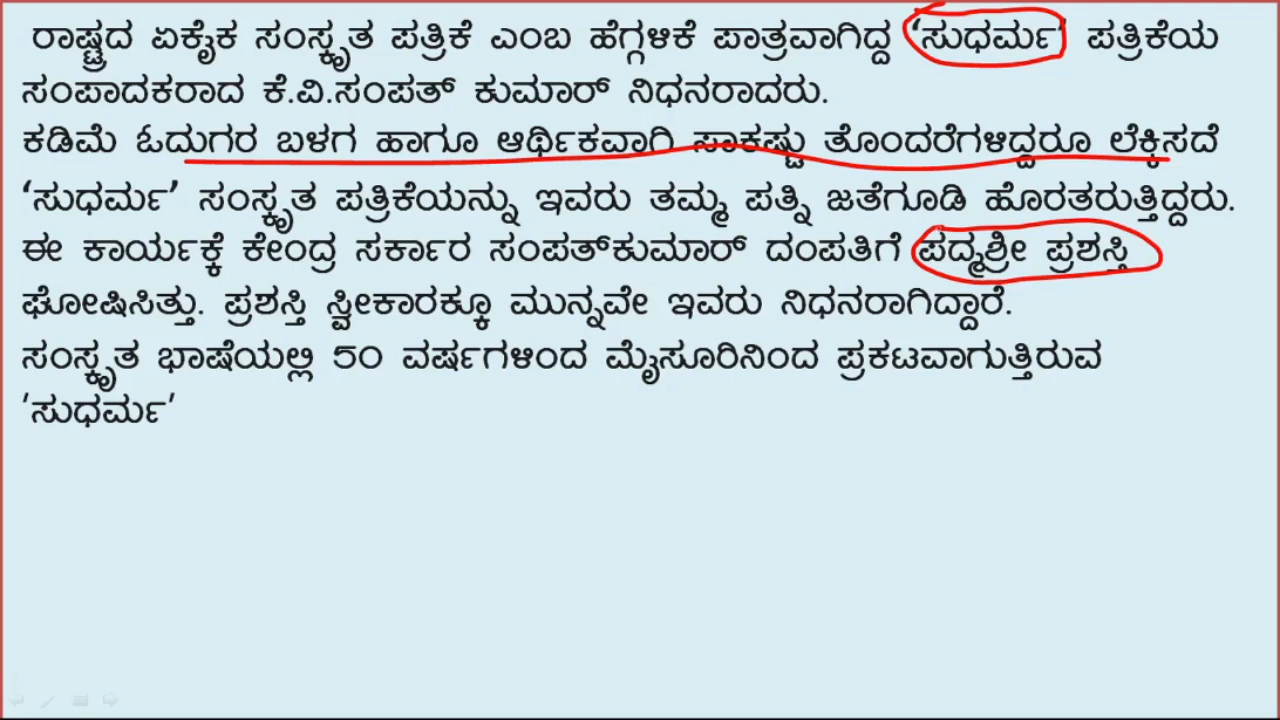 ರಾಷ್ಟ್ರದ ಏಕೈಕ ಸಂಸ್ಕೃತ ಪತ್ರಿಕೆ ಎಂಬ ಹೆಗ್ಗಳಿಕೆ ಪಾತ್ರವಾಗಿದ್ದ ‘ಸುಧರ್ಮ’ ಪತ್ರಿಕೆಯ
ಸಂಪಾದಕರಾದ ಕೆ.ವಿ.ಸಂಪತ್ ಕುಮಾರ್ ನಿಧನರಾದರು.
ಕಡಿಮೆ ಓದುಗರ ಬಳಗ ಹಾಗೂ ಆರ್ಥಿಕವಾಗಿ ಸಾಕಷ್ಟು ತೊಂದರೆಗಳಿದ್ದರೂ ಲೆಕ್ಕಿಸದೆ
‘ಸುಧರ್ಮ’ ಸಂಸ್ಕೃತ ಪತ್ರಿಕೆಯನ್ನು ಇವರು ತಮ್ಮ ಪತ್ನಿ ಜತೆಗೂಡಿ ಹೊರತರುತ್ತಿದ್ದರು.
ಈ ಕಾರ್ಯಕ್ಕೆ ಕೇಂದ್ರ ಸರ್ಕಾರ ಸಂಪತ್‌ಕುಮಾರ್ ದಂಪತಿಗೆ ಪದ್ಮಶ್ರೀ ಪ್ರಶಸ್ತಿ
ಘೋಷಿಸಿತ್ತು. ಪ್ರಶಸ್ತಿ ಸ್ವೀಕಾರಕ್ಕೂ ಮುನ್ನವೇ ಇವರು ನಿಧನರಾಗಿದ್ದಾರೆ.
ಸಂಸ್ಕೃತ ಭಾಷೆಯಲ್ಲಿ ೫೦ ವರ್ಷಗಳಿಂದ ಮೈಸೂರಿನಿಂದ ಪ್ರಕಟವಾಗುತ್ತಿರುವ
'ಸುಧರ್ಮ'